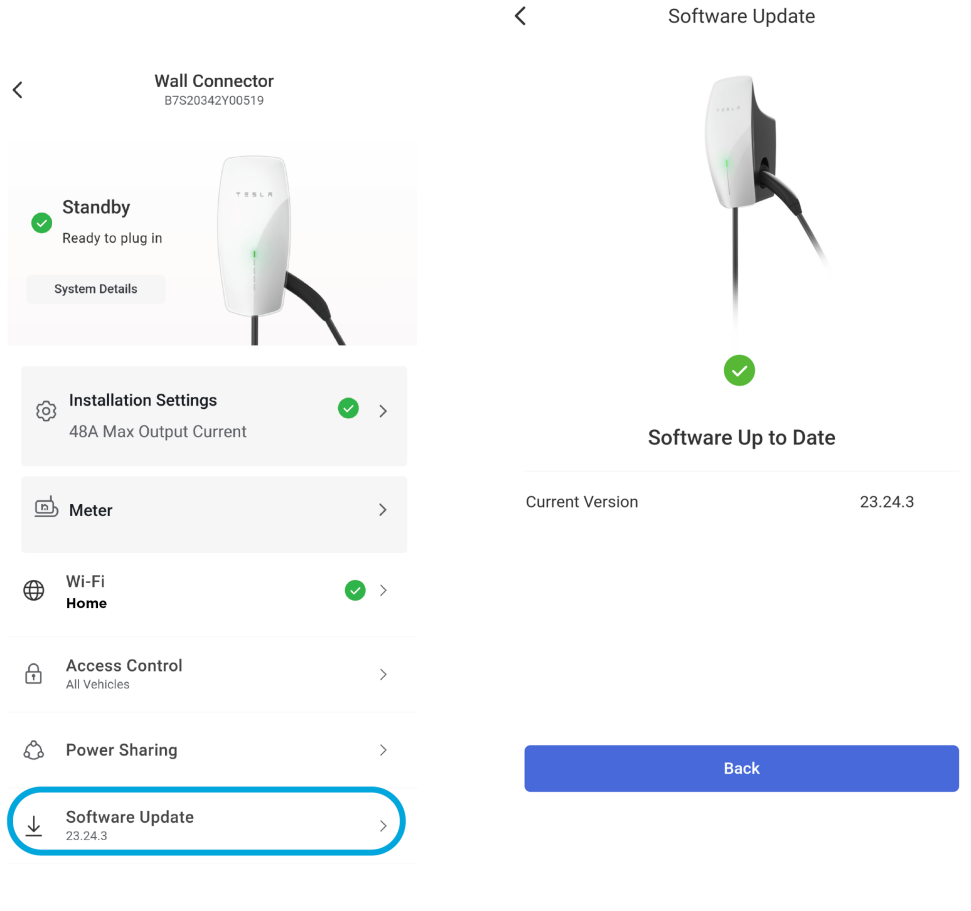 Wall Connector
B7S20342Y00519
TESLA
Standby
Ready to plug in
System Details
Installation Settings
48A Max Output Current
Meter
Wi-Fi
Home
Access Control
All Vehicles
Power Sharing
Software Update
23.24.3
Software Update
TESLA
Software Up to Date
Current Version 23.24.3
Back